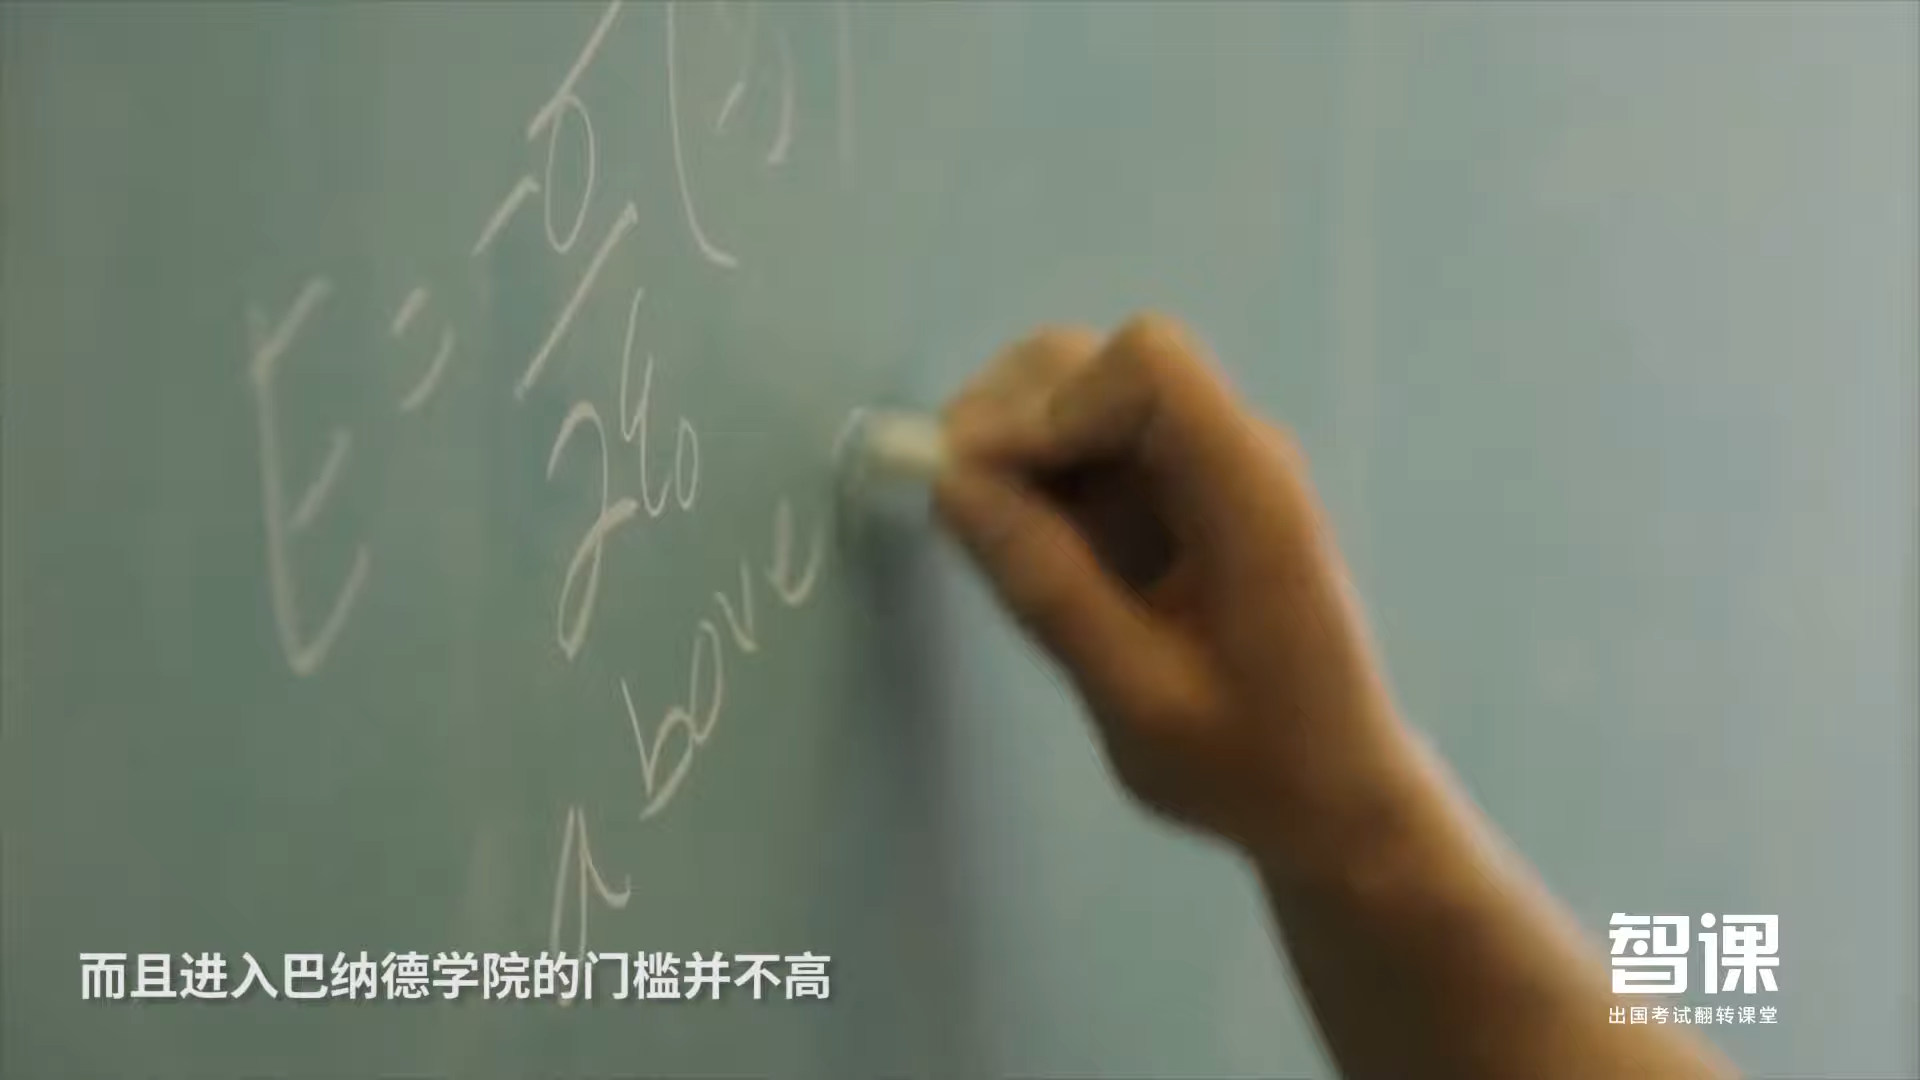 E = σ/2ε0 (
above
而且进入巴纳德学院的门槛并不高
智课
出国考试翻转课堂